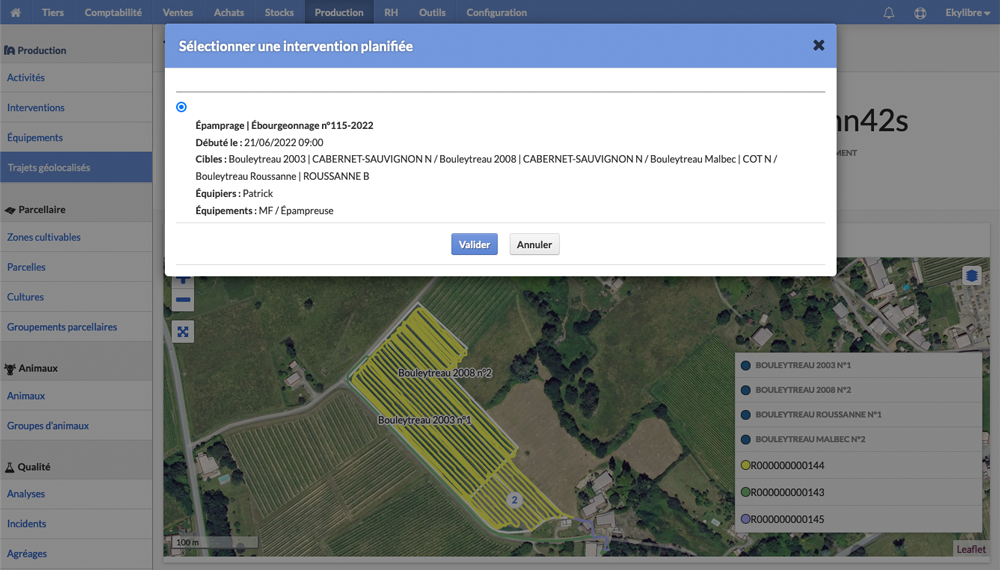 Tiers Comptabilité Ventes Achats Stocks Production RH Outils Configuration Ekylibre
Sélectionner une intervention planifiée
Production
Activités
Interventions
Équipements
Trajets géolocalisés
Parcellaire
Zones cultivables
Parcelles
Cultures
Groupements parcellaires
Animaux
Animaux
Groupes d'animaux
Qualité
Analyses
Incidents
Agréages
Épamprage | Ébourgeonnage n°115-2022
Débuté le : 21/06/2022 09:00
Cibles : Bouleytreau 2003 | CABERNET-SAUVIGNON N / Bouleytreau 2008 | CABERNET-SAUVIGNON N / Bouleytreau Malbec | COT N /
Bouleytreau Roussanne | ROUSSANNE B
Équipiers : Patrick
Équipements : MF / Épampreuse
Valider Annuler
n42s
MENT
Bouleytreau 2008 n°2
Bouleytreau 2003 n°1
2
BOULEYTREAU 2003 N°1
BOULEYTREAU 2008 N°2
BOULEYTREAU ROUSSANNE N°1
BOULEYTREAU MALBEC N°2
R000000000144
R000000000143
R000000000145
100 m
Leaflet